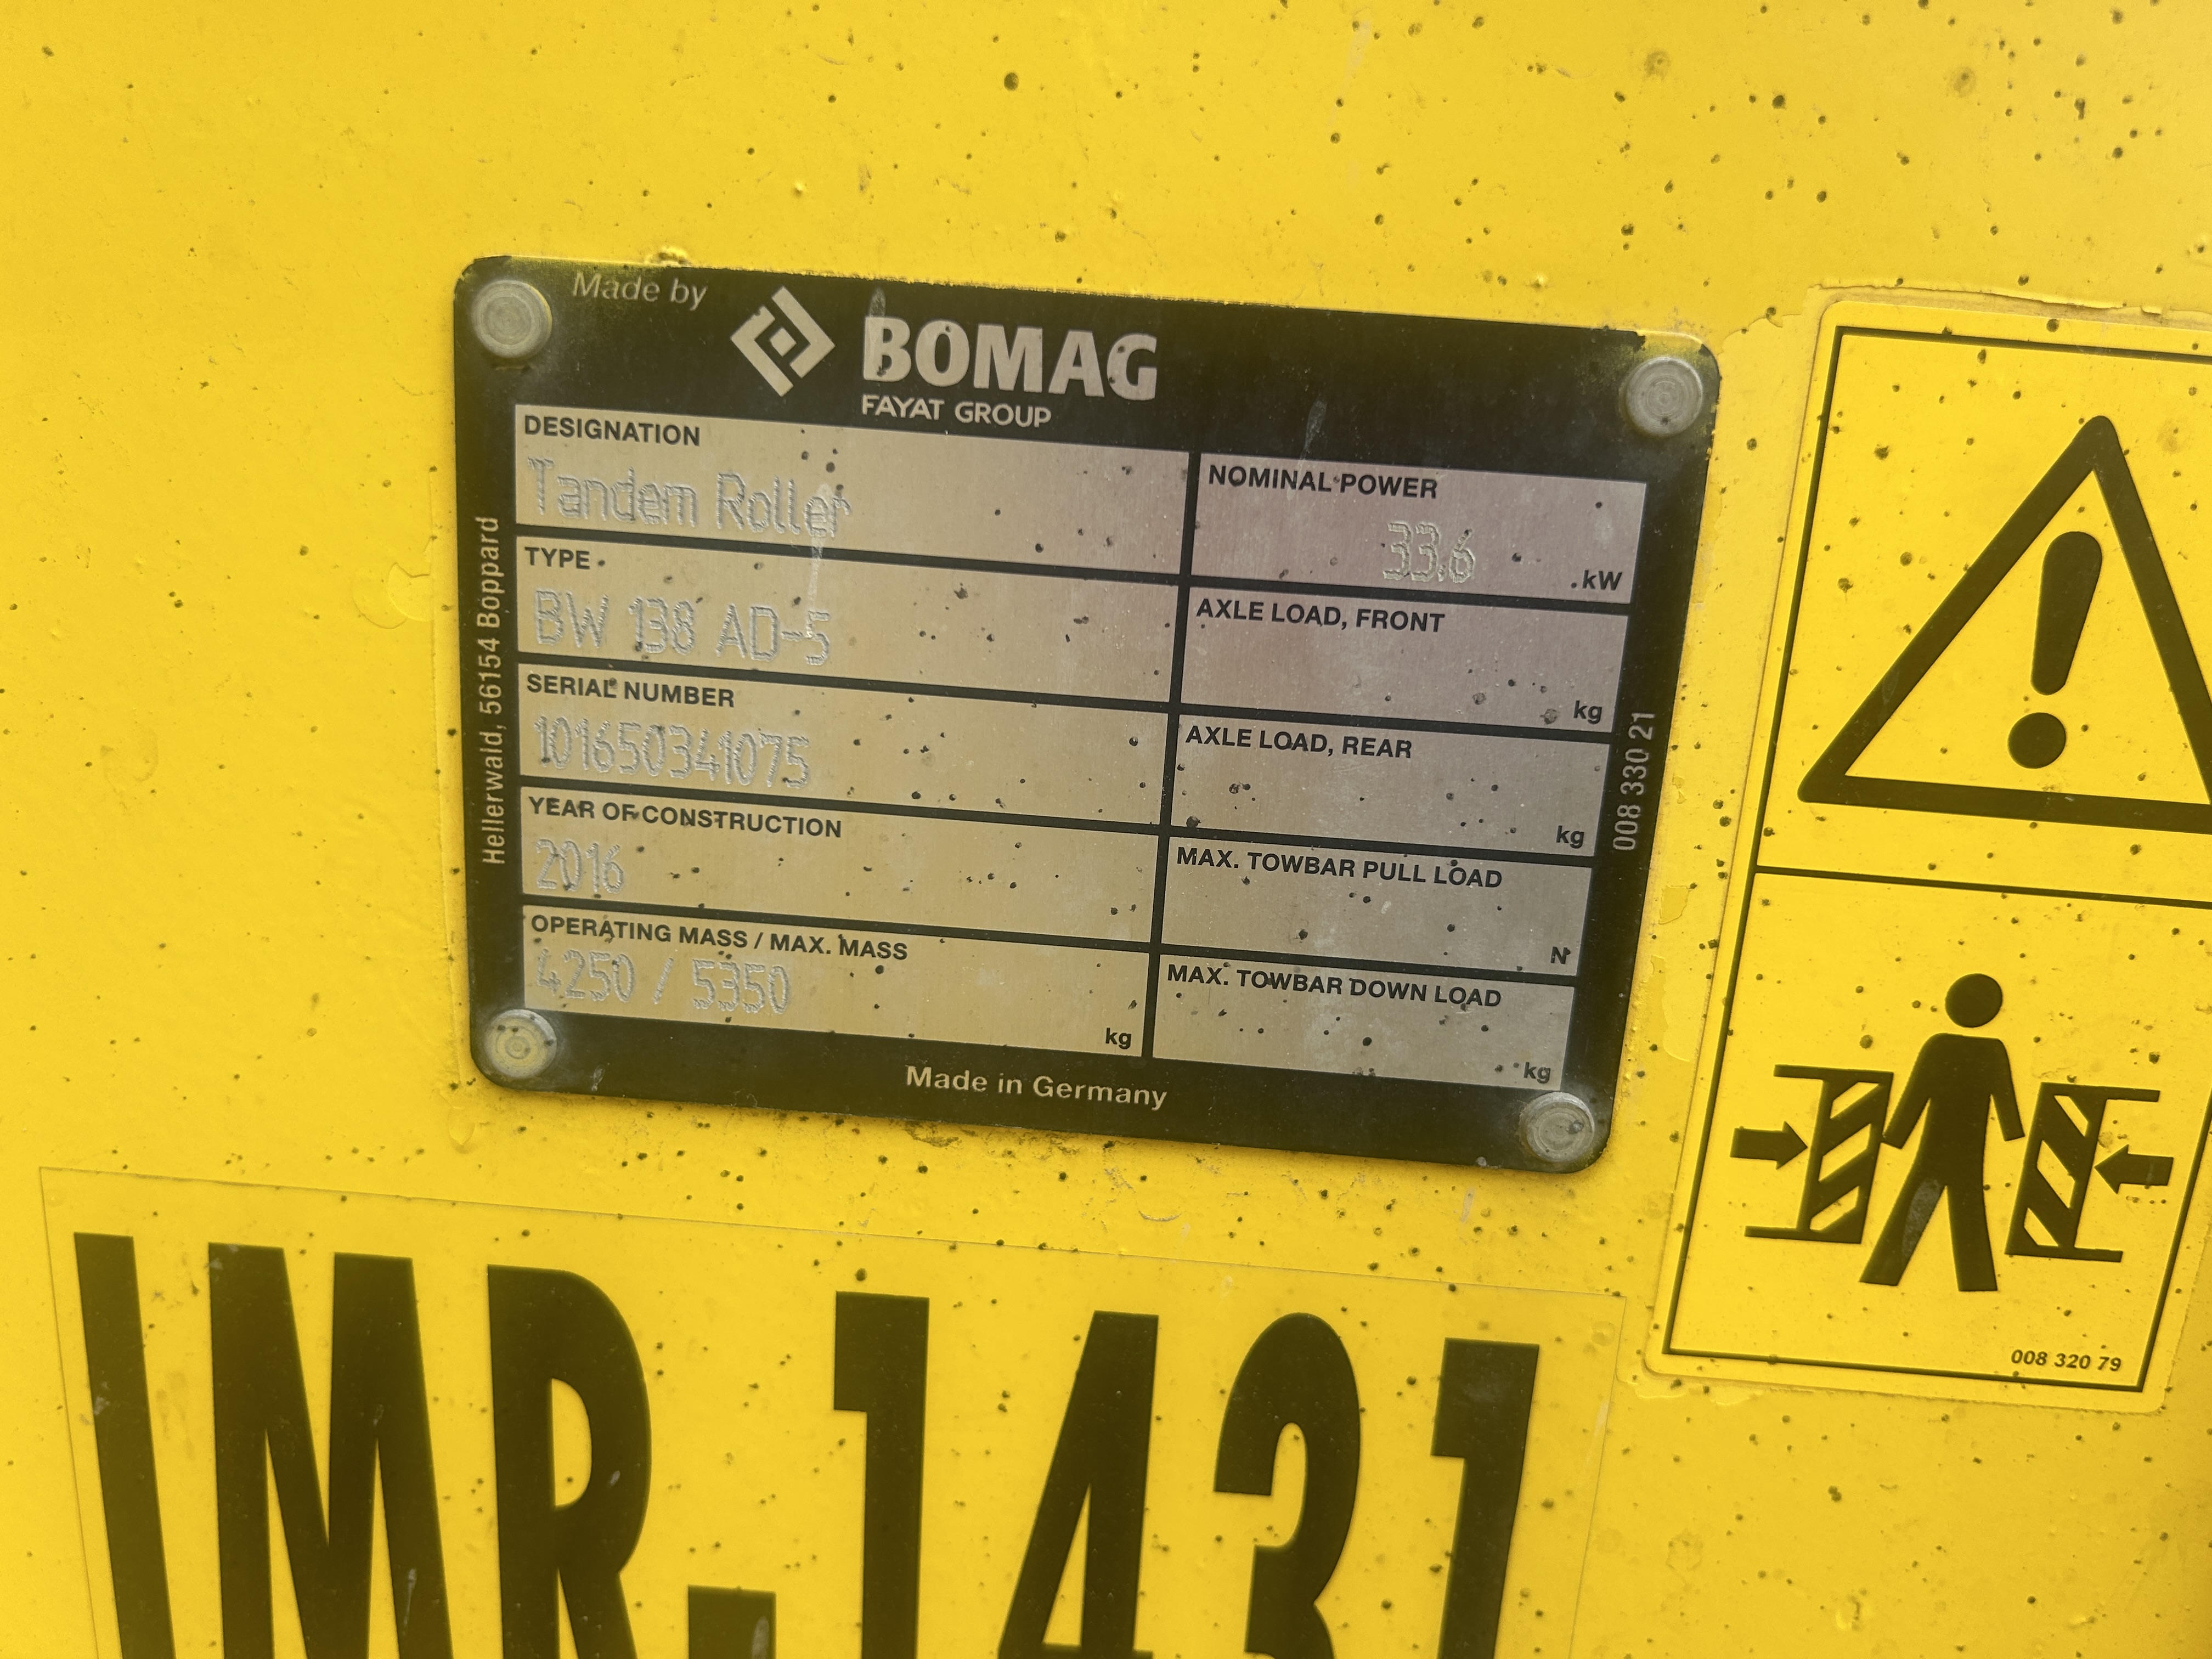 Made by
BOMAG
FAYAT GROUP
DESIGNATION
Tandem Roller
NOMINAL POWER
33.6
kW
TYPE
BW 138 AD-5
AXLE LOAD, FRONT
kg
SERIAL NUMBER
101650341075
AXLE LOAD, REAR
kg
YEAR OF CONSTRUCTION
2016
MAX. TOWBAR PULL LOAD
N
OPERATING MASS / MAX. MASS
4250 / 5350
kg
MAX. TOWBAR DOWN LOAD
kg
Made in Germany
Hellerwald, 56154 Boppard
008 330 21
008 320 79
IMR-1431